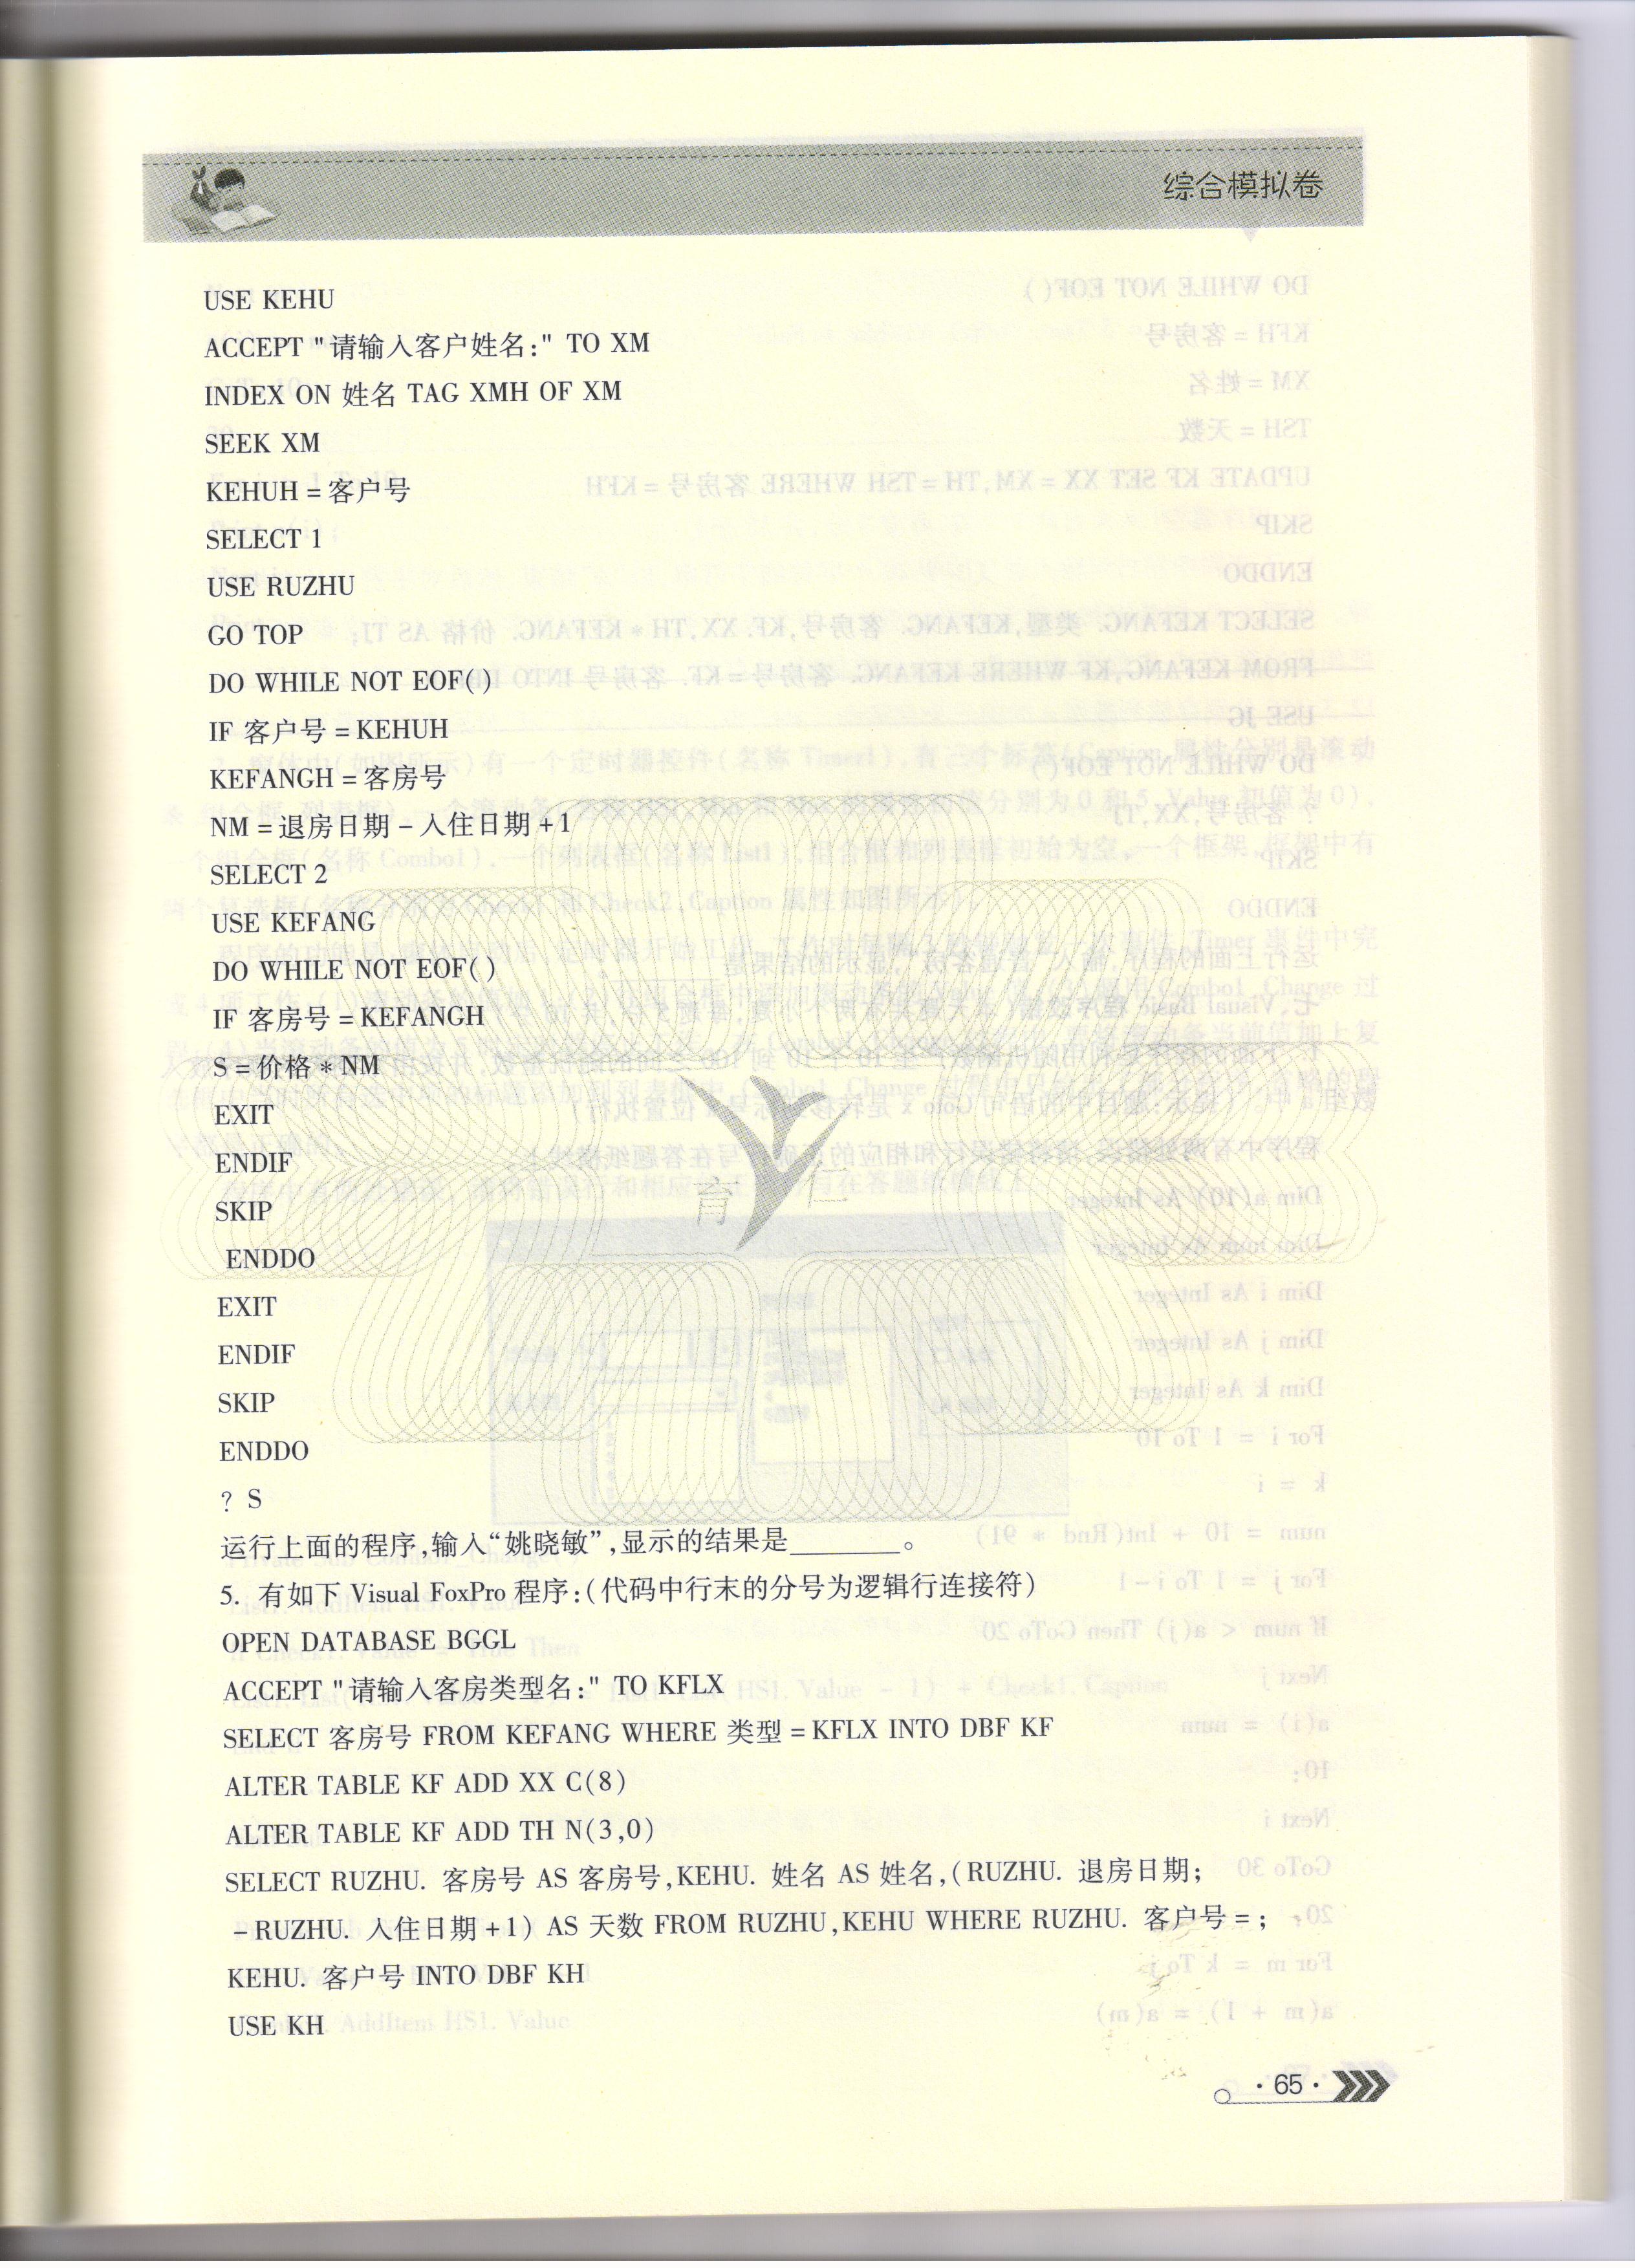 综合模拟卷
USE KEHU
ACCEPT "请输入客户姓名:" TO XM
INDEX ON 姓名 TAG XMH OF XM
SEEK XM
KEHUH = 客户号
SELECT 1
USE RUZHU
GO TOP
DO WHILE NOT EOF( )
IF 客户号 = KEHUH
KEFANGH = 客房号
NM = 退房日期 - 入住日期 + 1
SELECT 2
USE KEFANG
DO WHILE NOT EOF( )
IF 客房号 = KEFANGH
S = 价格 * NM
EXIT
ENDIF
SKIP
ENDDO
EXIT
ENDIF
SKIP
ENDDO
? S
运行上面的程序,输入“姚晓敏”,显示的结果是________。
5. 有如下 Visual FoxPro 程序:(代码中行末的分号为逻辑行连接符)
OPEN DATABASE BGGL
ACCEPT "请输入客房类型名:" TO KFLX
SELECT 客房号 FROM KEFANG WHERE 类型 = KFLX INTO DBF KF
ALTER TABLE KF ADD XX C(8)
ALTER TABLE KF ADD TH N(3,0)
SELECT RUZHU. 客房号 AS 客房号,KEHU. 姓名 AS 姓名,(RUZHU. 退房日期;
- RUZHU. 入住日期 + 1) AS 天数 FROM RUZHU,KEHU WHERE RUZHU. 客户号 = ;
KEHU. 客户号 INTO DBF KH
USE KH
育仁
· 65 ·